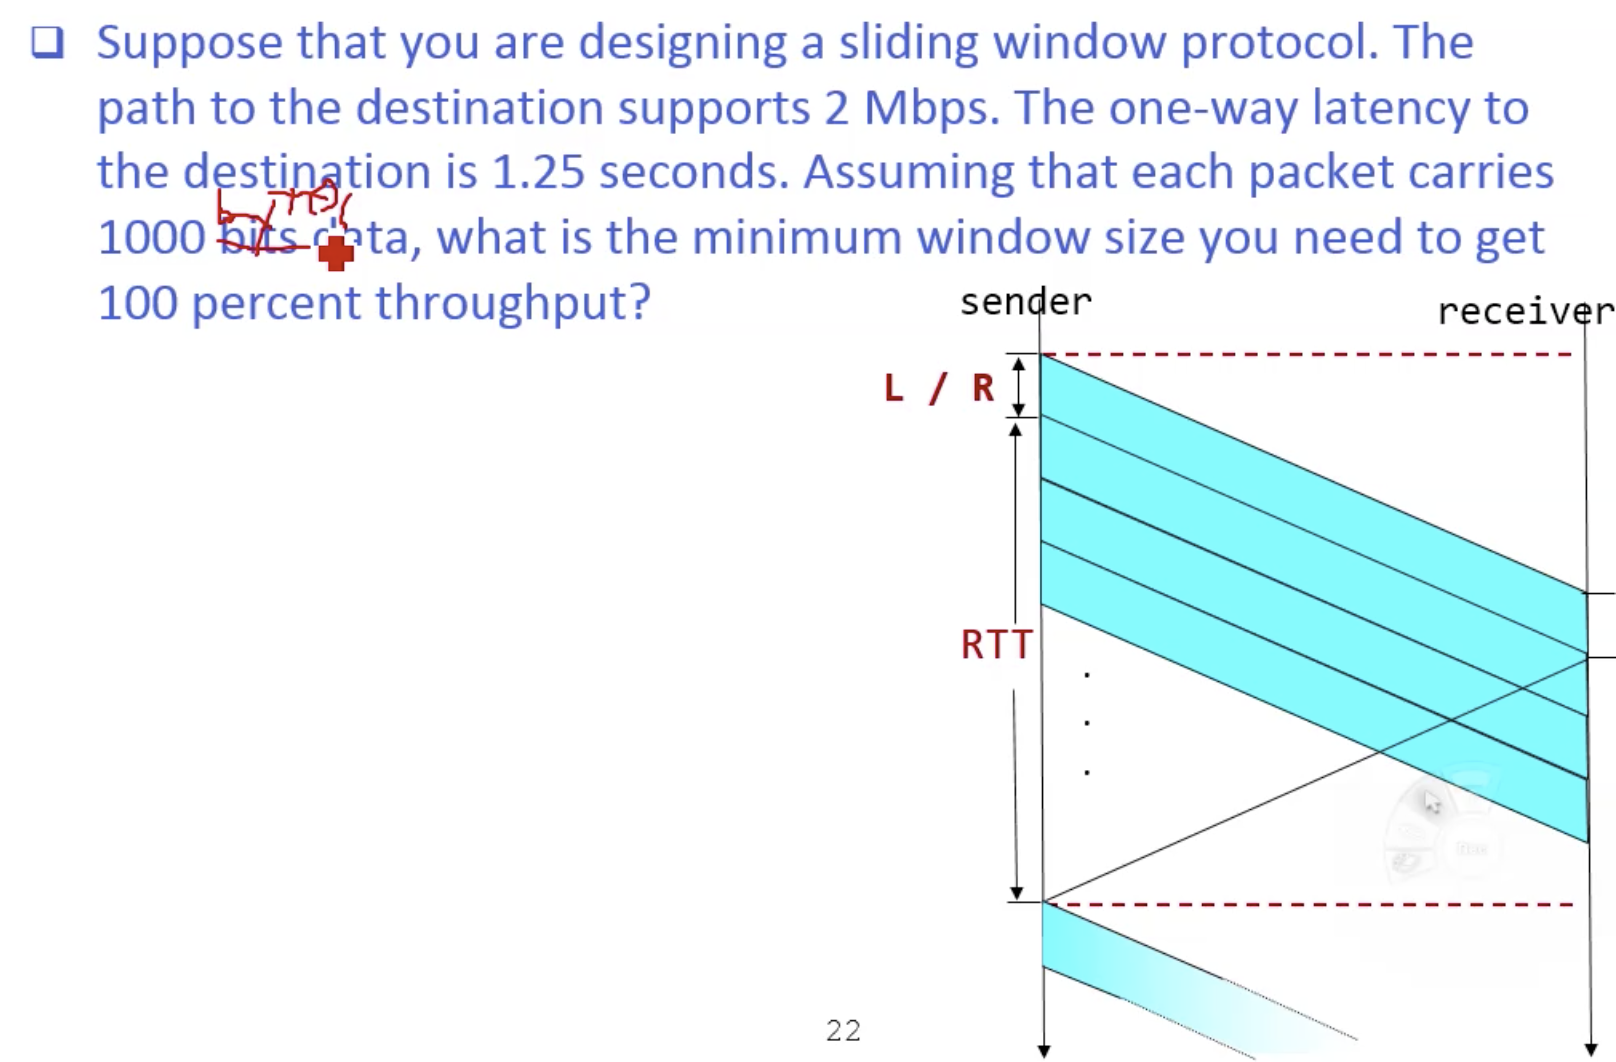 Suppose that you are designing a sliding window protocol. The
path to the destination supports 2 Mbps. The one-way latency to
the destination is 1.25 seconds. Assuming that each packet carries
1000 bits data, what is the minimum window size you need to get
100 percent throughput?
sender
receiver
L / R
RTT
.
.
.
22